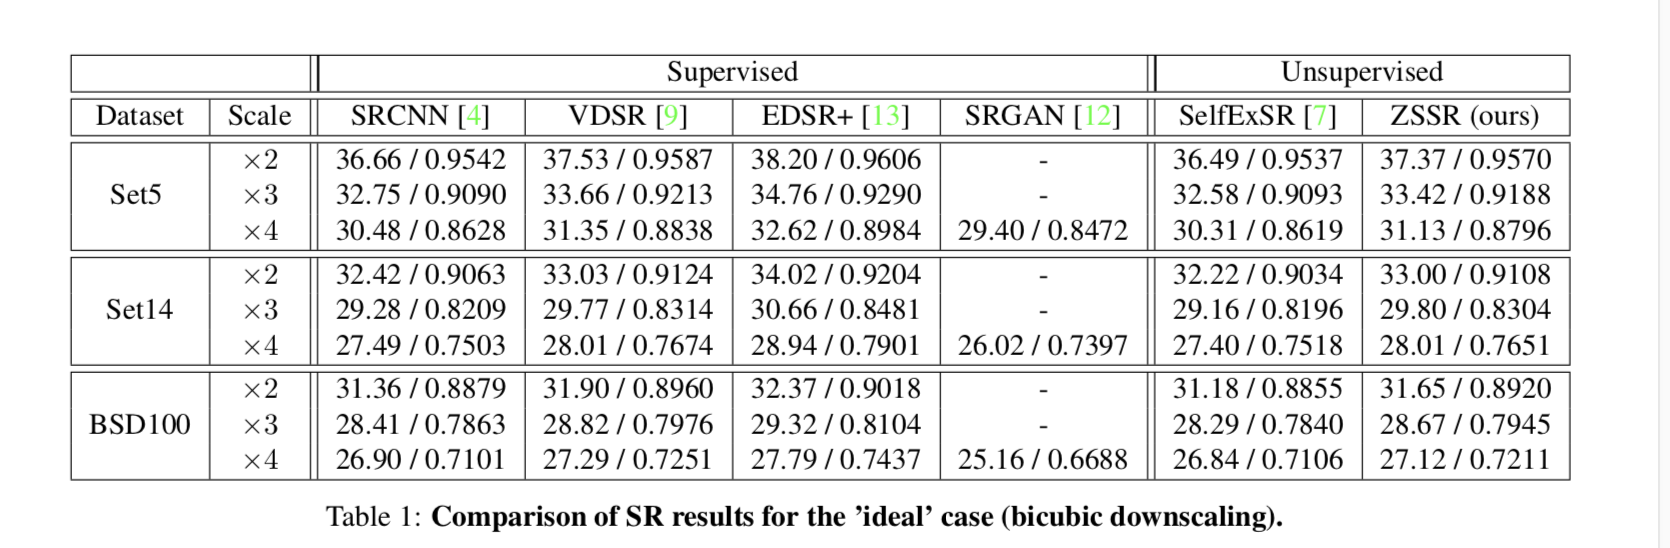 Supervised Unsupervised
Dataset Scale SRCNN [4] VDSR [9] EDSR+ [13] SRGAN [12] SelfExSR [7] ZSSR (ours)
×2 36.66 / 0.9542 37.53 / 0.9587 38.20 / 0.9606 - 36.49 / 0.9537 37.37 / 0.9570
Set5 ×3 32.75 / 0.9090 33.66 / 0.9213 34.76 / 0.9290 - 32.58 / 0.9093 33.42 / 0.9188
×4 30.48 / 0.8628 31.35 / 0.8838 32.62 / 0.8984 29.40 / 0.8472 30.31 / 0.8619 31.13 / 0.8796
×2 32.42 / 0.9063 33.03 / 0.9124 34.02 / 0.9204 - 32.22 / 0.9034 33.00 / 0.9108
Set14 ×3 29.28 / 0.8209 29.77 / 0.8314 30.66 / 0.8481 - 29.16 / 0.8196 29.80 / 0.8304
×4 27.49 / 0.7503 28.01 / 0.7674 28.94 / 0.7901 26.02 / 0.7397 27.40 / 0.7518 28.01 / 0.7651
×2 31.36 / 0.8879 31.90 / 0.8960 32.37 / 0.9018 - 31.18 / 0.8855 31.65 / 0.8920
BSD100 ×3 28.41 / 0.7863 28.82 / 0.7976 29.32 / 0.8104 - 28.29 / 0.7840 28.67 / 0.7945
×4 26.90 / 0.7101 27.29 / 0.7251 27.79 / 0.7437 25.16 / 0.6688 26.84 / 0.7106 27.12 / 0.7211
Table 1: Comparison of SR results for the ’ideal’ case (bicubic downscaling).